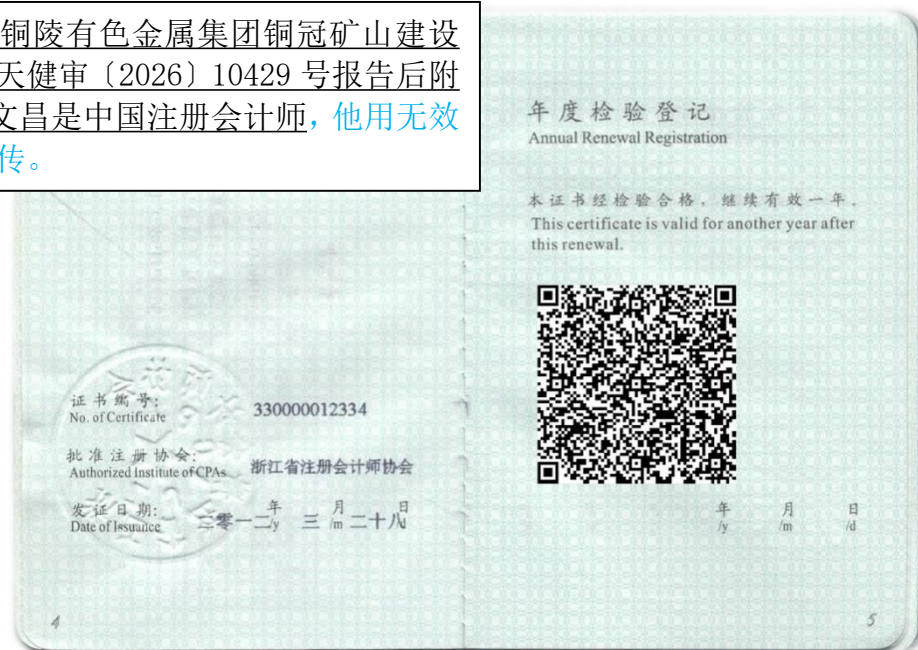 铜陵有色金属集团铜冠矿山建设
天健审〔2026〕10429 号报告后附
文昌是中国注册会计师，他用无效
传。
年度检验登记
Annual Renewal Registration
本证书经检验合格，继续有效一年。
This certificate is valid for another year after
this renewal.
证书编号：
No. of Certificate
330000012334
批准注册协会：
Authorized Institute of CPAs
浙江省注册会计师协会
发证日期：
Date of Issuance
二零一二年 三 月 二十八日
/y /m /d
年 月 日
/y /m /d
4
5